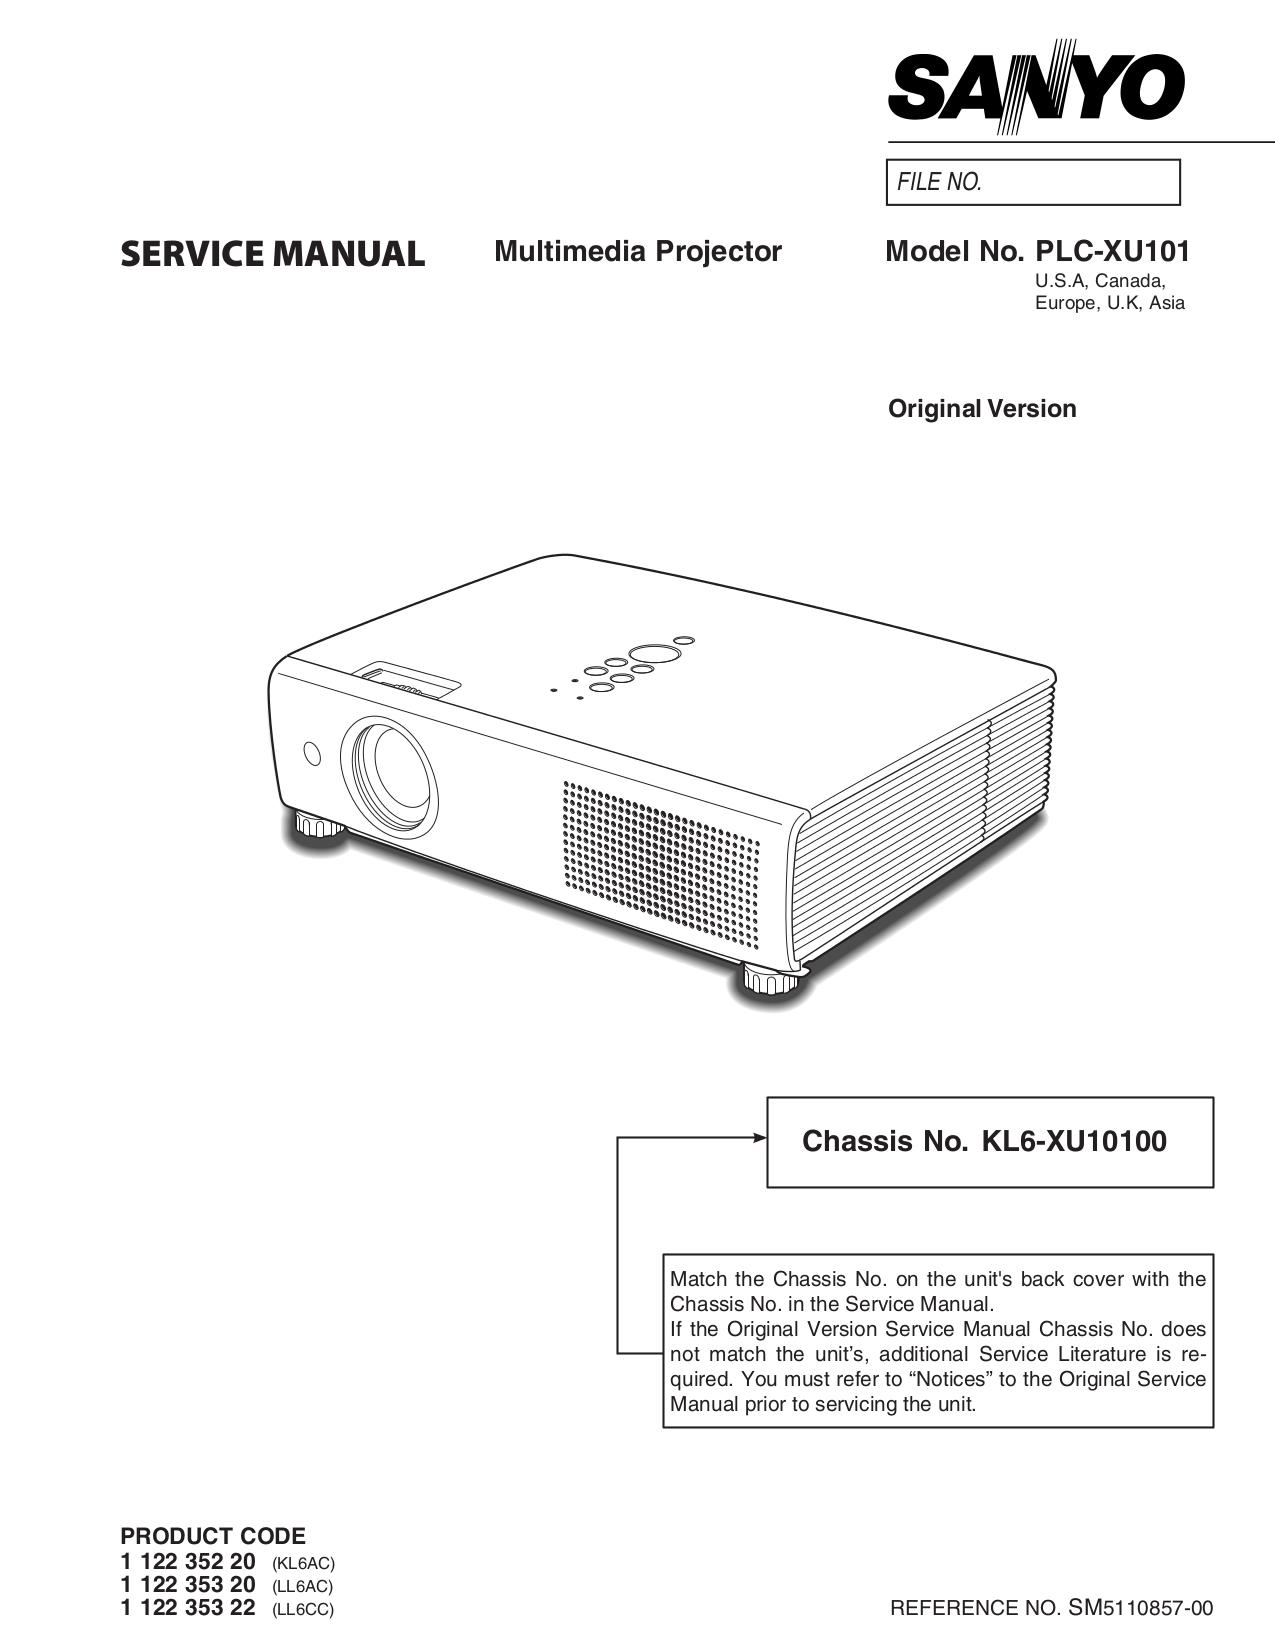 SANYO
FILE NO.
SERVICE MANUAL Multimedia Projector Model No. PLC-XU101
U.S.A, Canada,
Europe, U.K, Asia
Original Version
Chassis No. KL6-XU10100
Match the Chassis No. on the unit's back cover with the
Chassis No. in the Service Manual.
If the Original Version Service Manual Chassis No. does
not match the unit’s, additional Service Literature is re-
quired. You must refer to “Notices” to the Original Service
Manual prior to servicing the unit.
PRODUCT CODE
1 122 352 20 (KL6AC)
1 122 353 20 (LL6AC)
1 122 353 22 (LL6CC)
REFERENCE NO. SM5110857-00